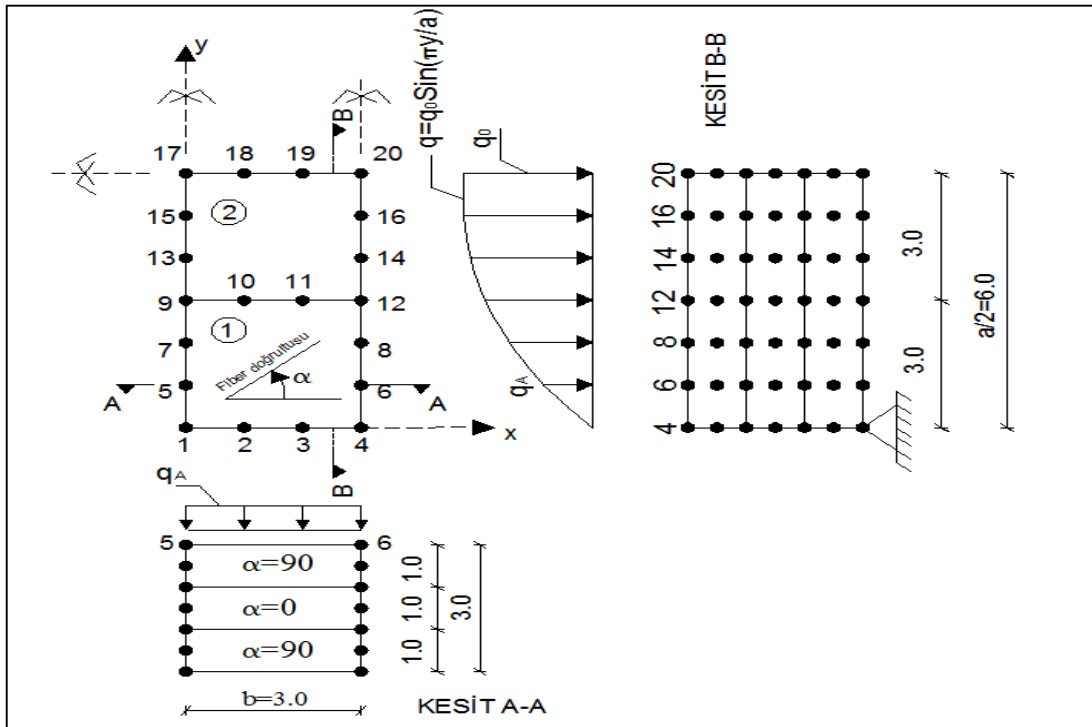 y
B
17 18 19 20
15 2 16
13 14
9 10 11 12
1
7 8
Fiber doğrultusu
α
A 5 6 A
1 2 3 4 x
B
q=q₀Sin(πy/a)
q₀
q_A
KESİT B-B
20
16
14
12
8
6
4
3.0
3.0
a/2=6.0
q_A
5 6
α=90
α=0
α=90
1.0
1.0
1.0
3.0
b=3.0
KESİT A-A